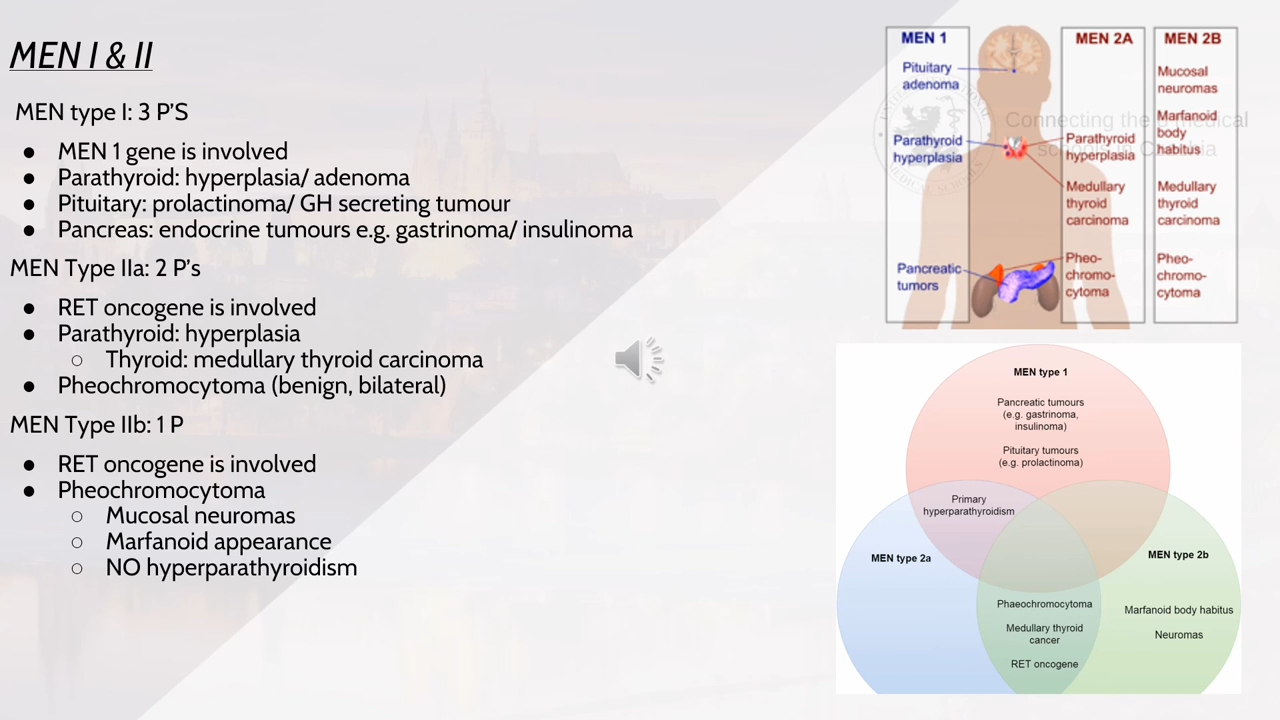 MEN I & II
MEN type I: 3 P'S
● MEN 1 gene is involved
● Parathyroid: hyperplasia/ adenoma
● Pituitary: prolactinoma/ GH secreting tumour
● Pancreas: endocrine tumours e.g. gastrinoma/ insulinoma
MEN Type IIa: 2 P's
● RET oncogene is involved
● Parathyroid: hyperplasia
○ Thyroid: medullary thyroid carcinoma
● Pheochromocytoma (benign, bilateral)
MEN Type IIb: 1 P
● RET oncogene is involved
● Pheochromocytoma
○ Mucosal neuromas
○ Marfanoid appearance
○ NO hyperparathyroidism
MEN 1
Pituitary
adenoma
Parathyroid
hyperplasia
Pancreatic
tumors
MEN 2A
Parathyroid
hyperplasia
Medullary
thyroid
carcinoma
Pheo-
chromo-
cytoma
MEN 2B
Mucosal
neuromas
Marfanoid
body
habitus
Medullary
thyroid
carcinoma
Pheo-
chromo-
cytoma
Connecting the medical
MEDICAL SCHOOLS
MEN type 1
Pancreatic tumours
(e.g. gastrinoma,
insulinoma)
Pituitary tumours
(e.g. prolactinoma)
Primary
hyperparathyroidism
MEN type 2a
MEN type 2b
Phaeochromocytoma
Medullary thyroid
cancer
RET oncogene
Marfanoid body habitus
Neuromas